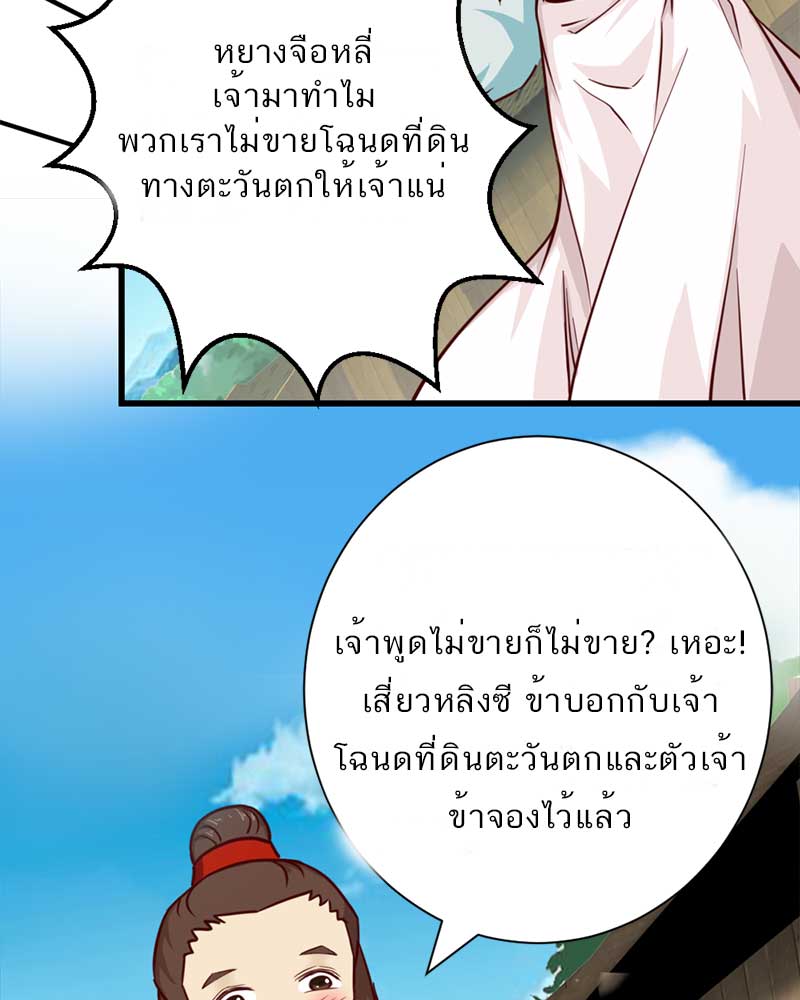 หยางจือหลี่
เจ้ามาทำไม
พวกเราไม่ขายโฉนดที่ดิน
ทางตะวันตกให้เจ้าแน่
เจ้าพูดไม่ขายก็ไม่ขาย? เหอะ!
เสี่ยวหลิงซี ข้าบอกกับเจ้า
โฉนดที่ดินตะวันตกและตัวเจ้า
ข้าจองไว้แล้ว